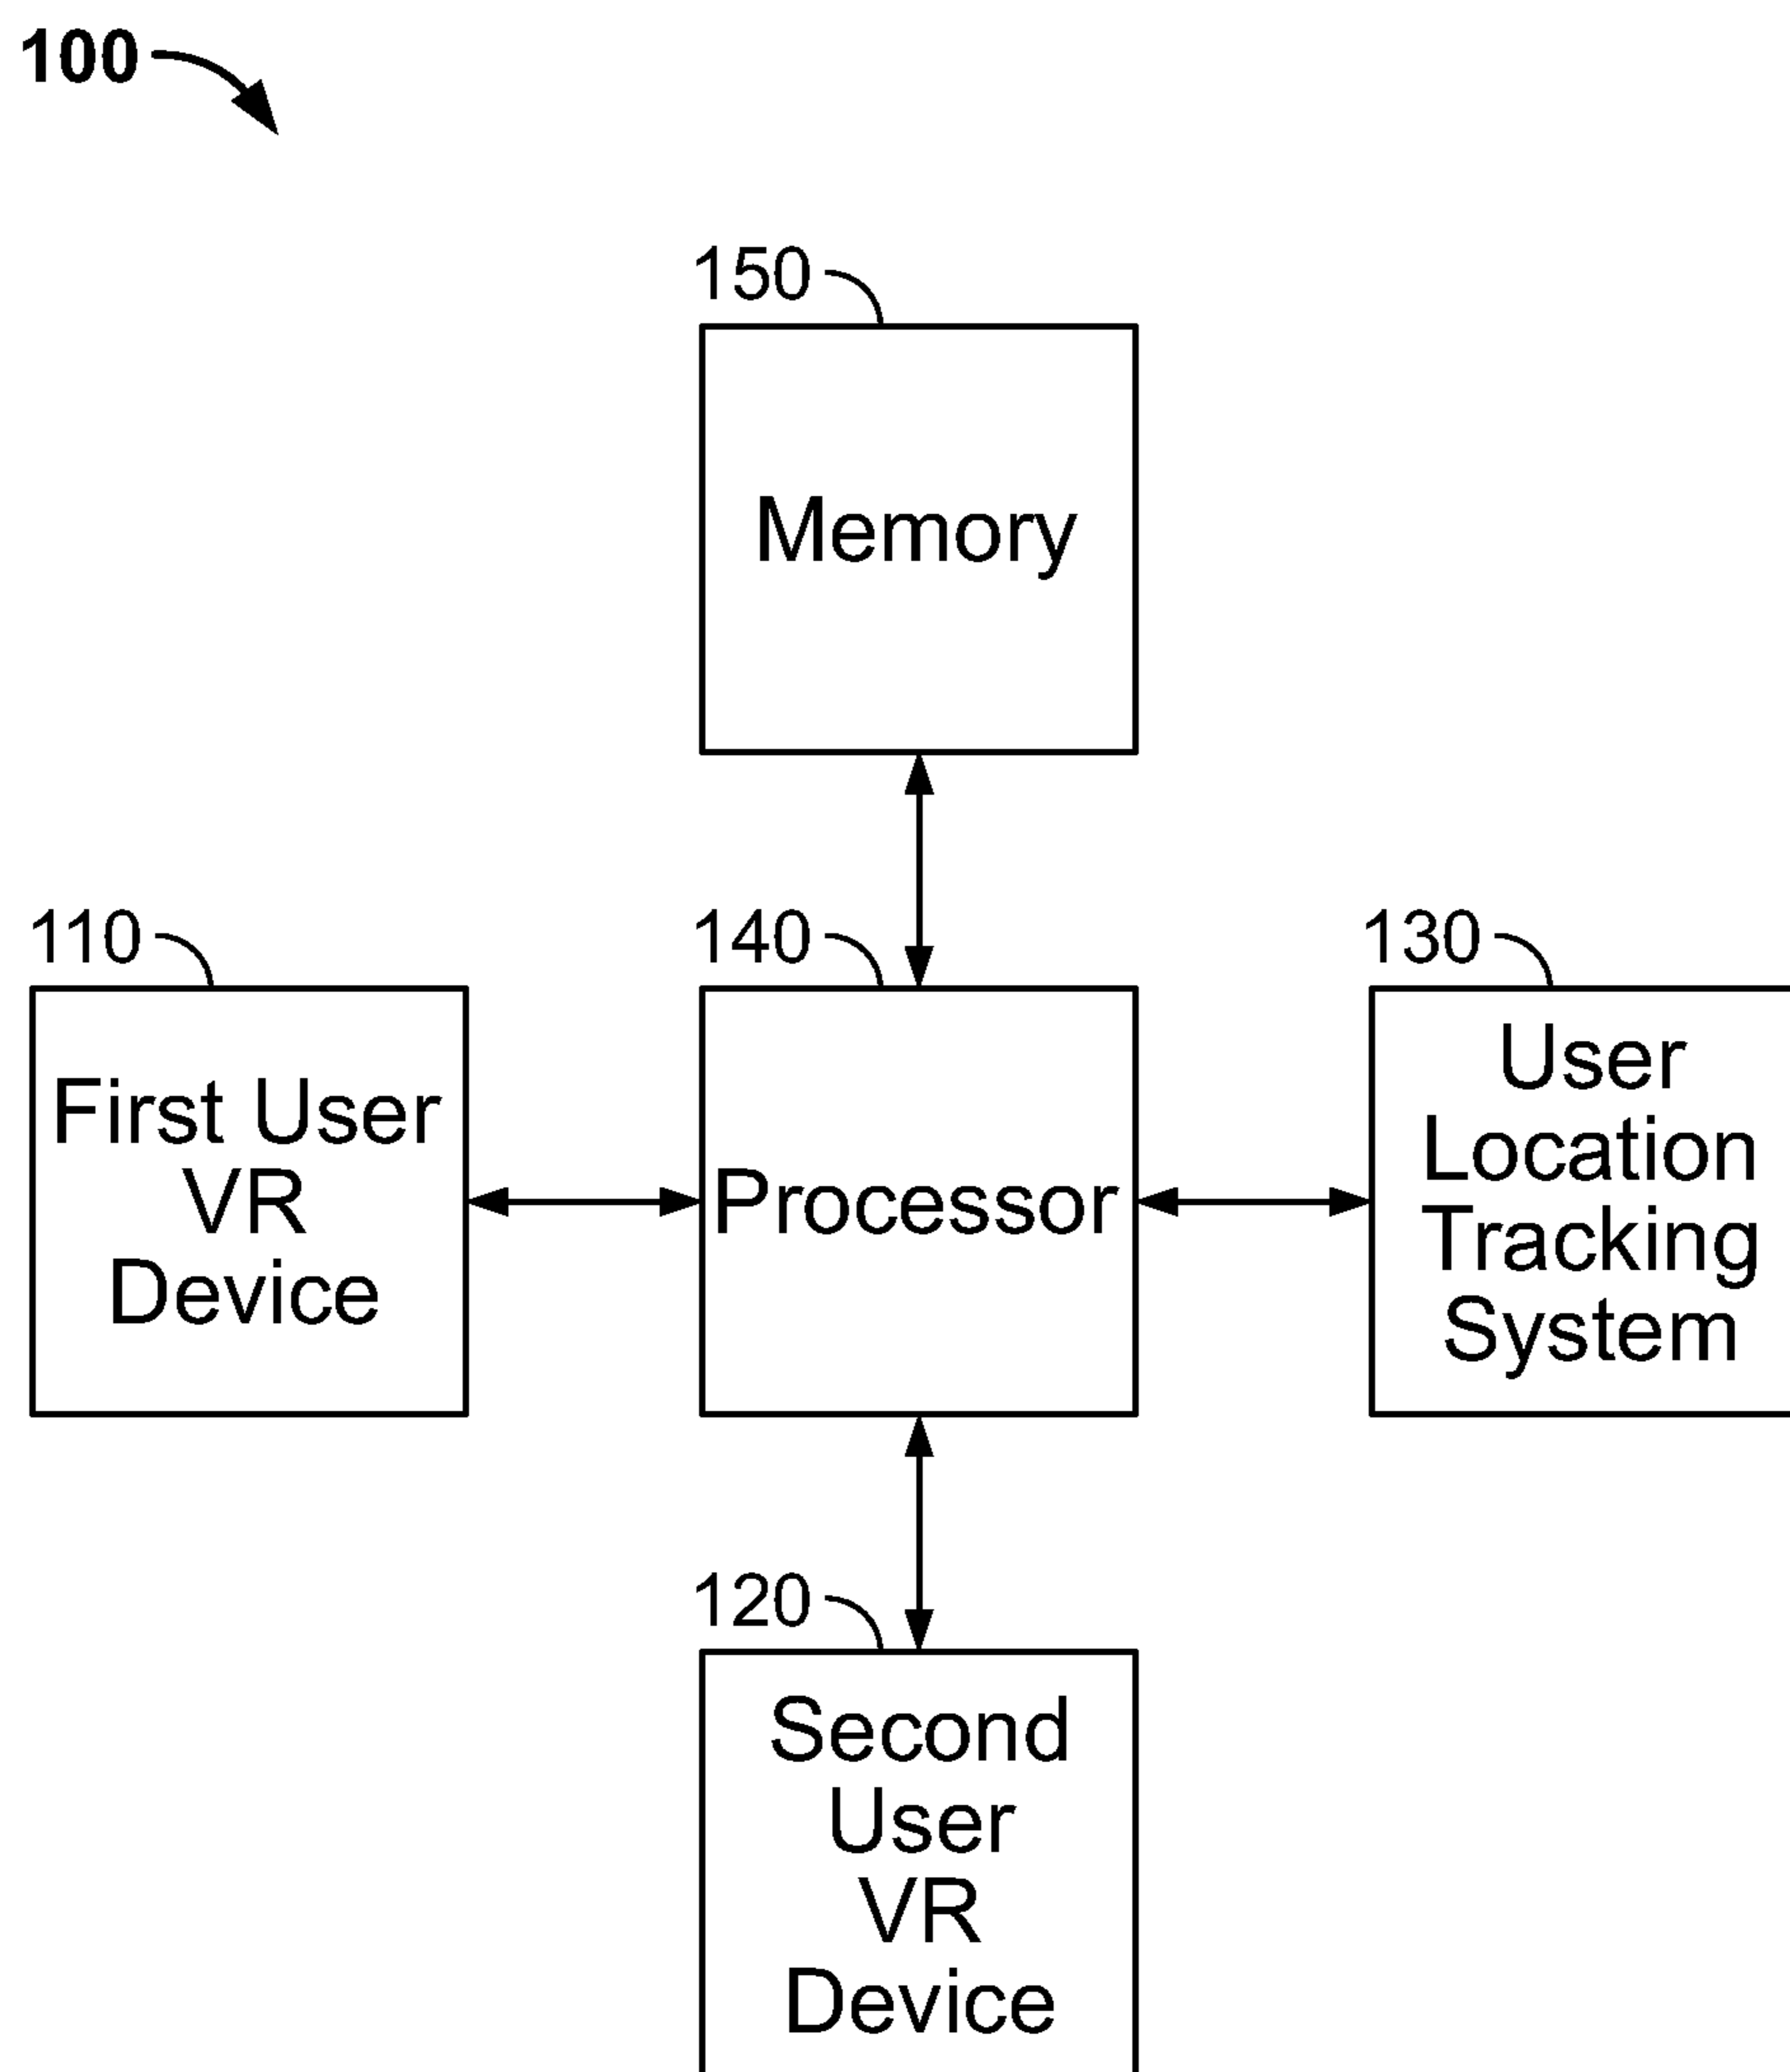 100
150
Memory
110
First User
VR
Device
140
Processor
130
User
Location
Tracking
System
120
Second
User
VR
Device